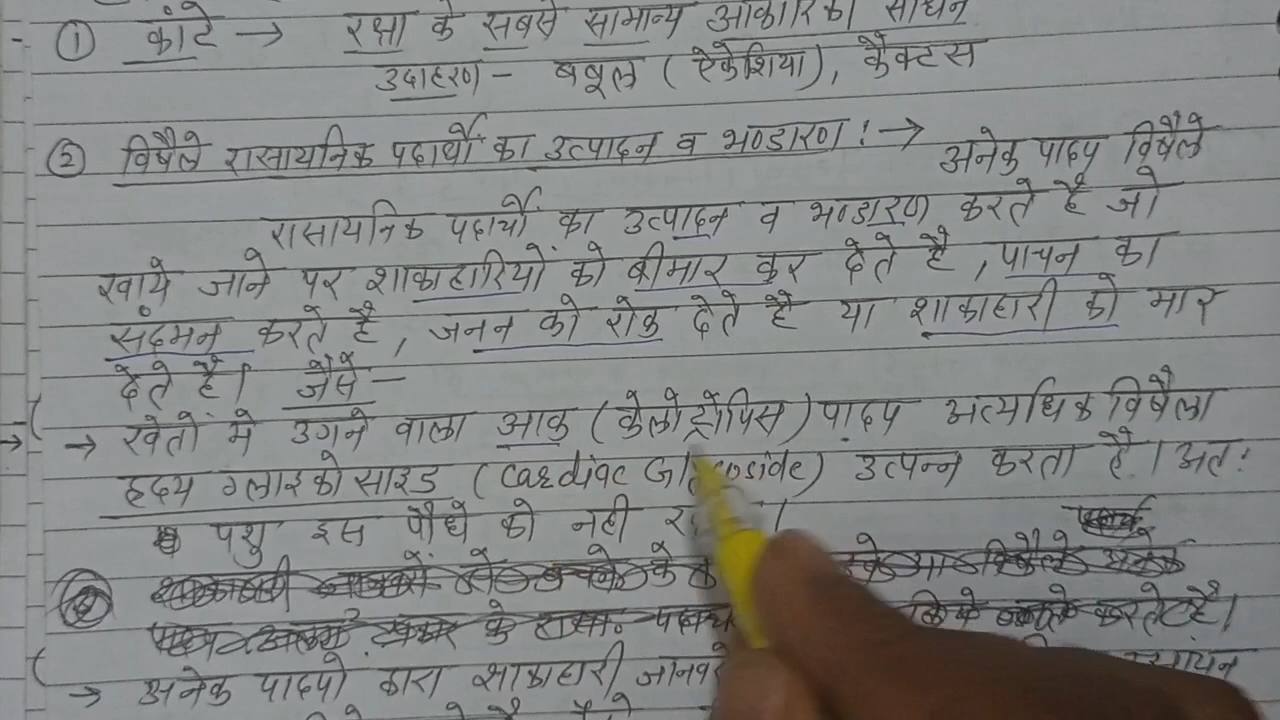 ① कांटे → रक्षा के सबसे सामान्य आकारिकी साधन
उदाहरण - बबूल (ऐकेशिया), कैक्टस
② विषैले रासायनिक पदार्थों का उत्पादन व भण्डारण : → अनेक पादप विषैले
रासायनिक पदार्थों का उत्पादन व भण्डारण करते है जो
खाये जाने पर शाकाहारियों को बीमार कर देते है, पाचन का
संदमन करते है, जनन को रोक देते है या शाकाहारी को मार
देते है। जैसे -
→ खेतों मे उगने वाला आक (केलोट्रोपिस) पादप अत्यधिक विषैला
ह्रदय ग्लाइकोसाइड (Cardiac) उत्पन्न करता है। अत:
पशु इस पौधे को नही
→ अनेक पादपो द्वारा शाकाहारी